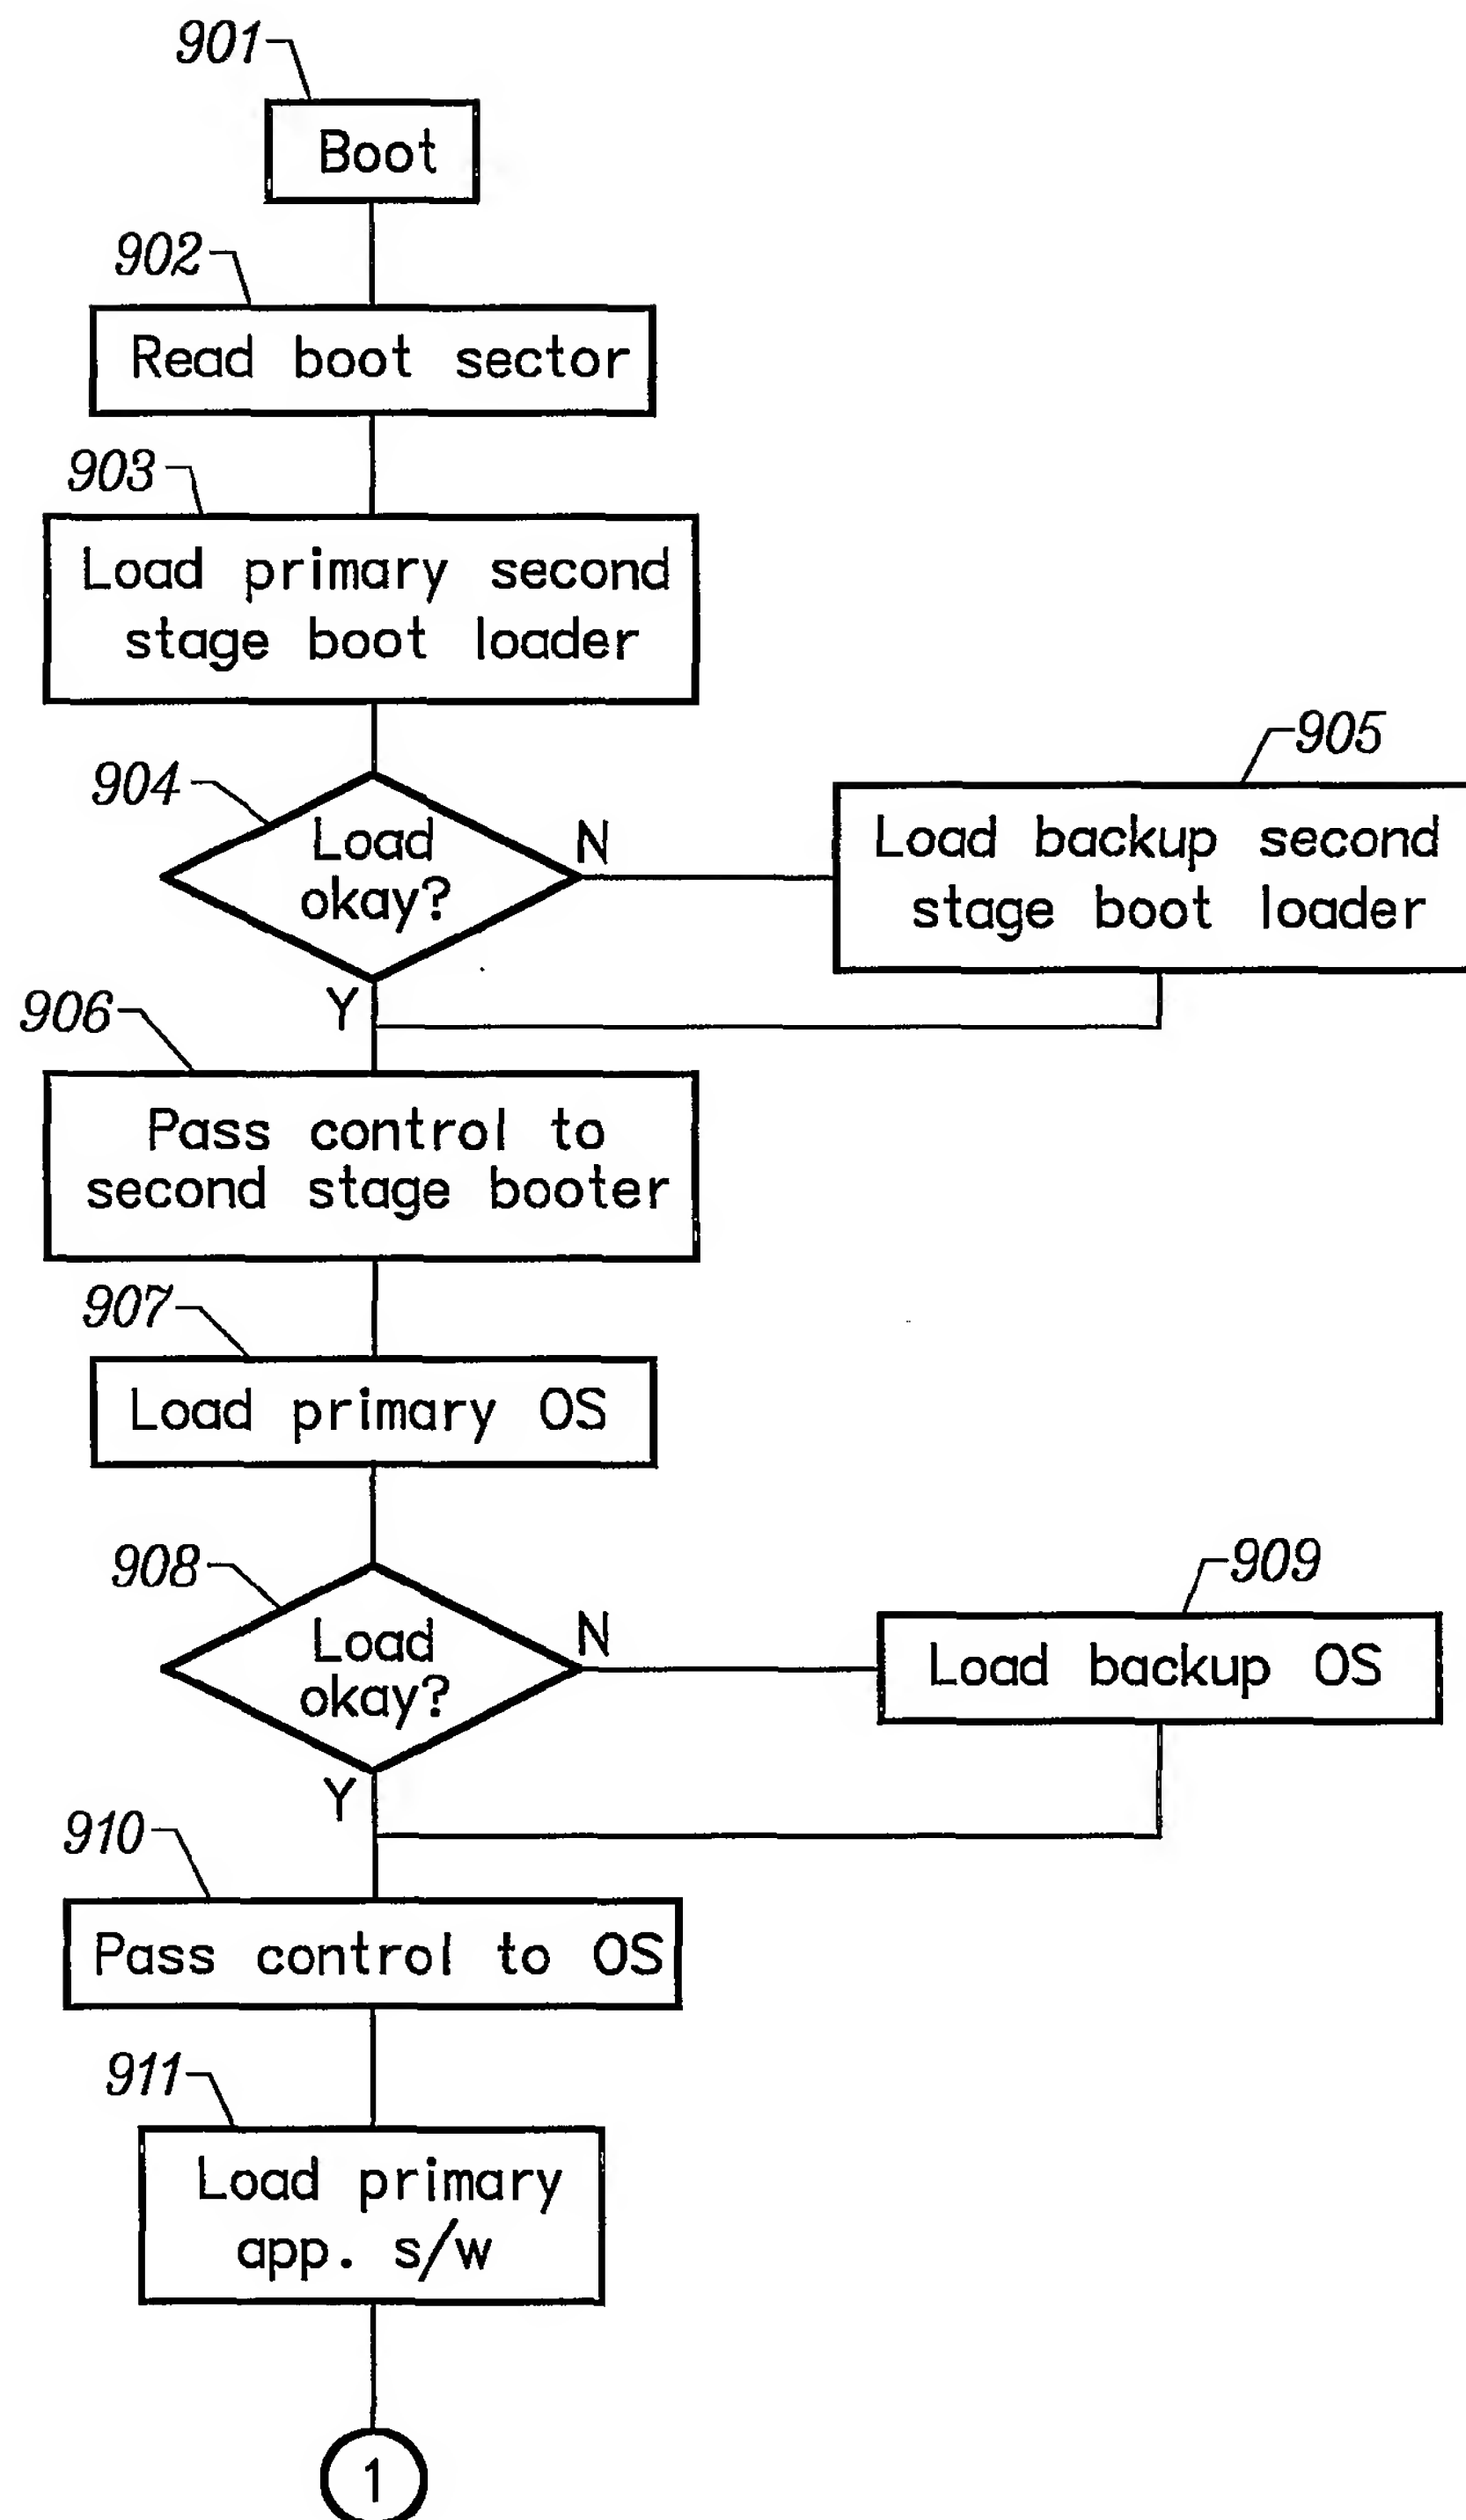 901
Boot
902
Read boot sector
903
Load primary second
stage boot loader
904
Load
okay?
N
905
Load backup second
stage boot loader
Y
906
Pass control to
second stage booter
907
Load primary OS
908
Load
okay?
N
909
Load backup OS
Y
910
Pass control to OS
911
Load primary
app. s/w
1